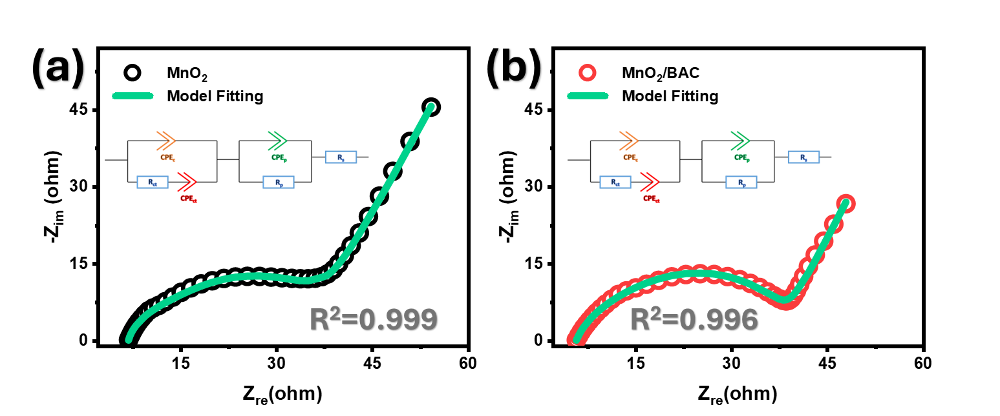 (a)
MnO2
Model Fitting
CPEc
Rct
CPEct
CPEp
Rp
Rs
R2=0.999
45
30
15
0
15
30
45
60
-Zim (ohm)
Zre(ohm)
(b)
MnO2/BAC
Model Fitting
CPEc
Rct
CPEct
CPEp
Rp
Rs
R2=0.996
45
30
15
0
15
30
45
60
-Zim (ohm)
Zre(ohm)